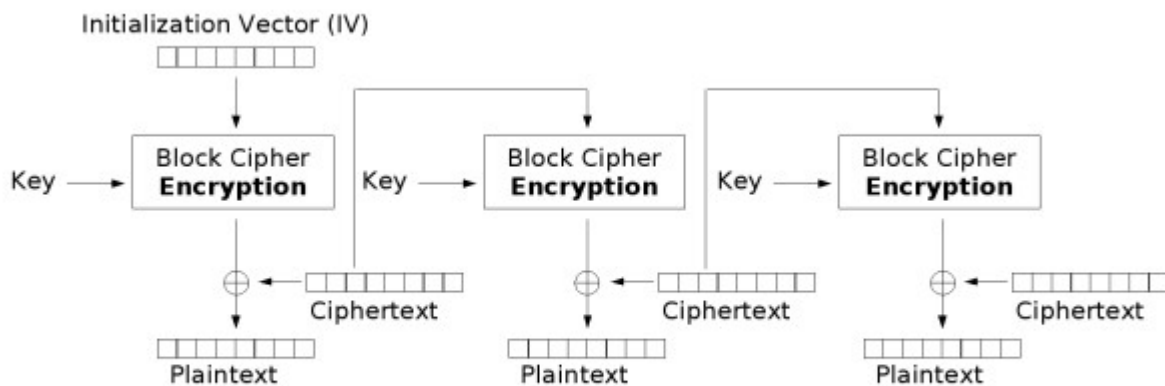 Initialization Vector (IV)
Key
Block Cipher
Encryption
Key
Block Cipher
Encryption
Key
Block Cipher
Encryption
Ciphertext
Ciphertext
Ciphertext
Plaintext
Plaintext
Plaintext